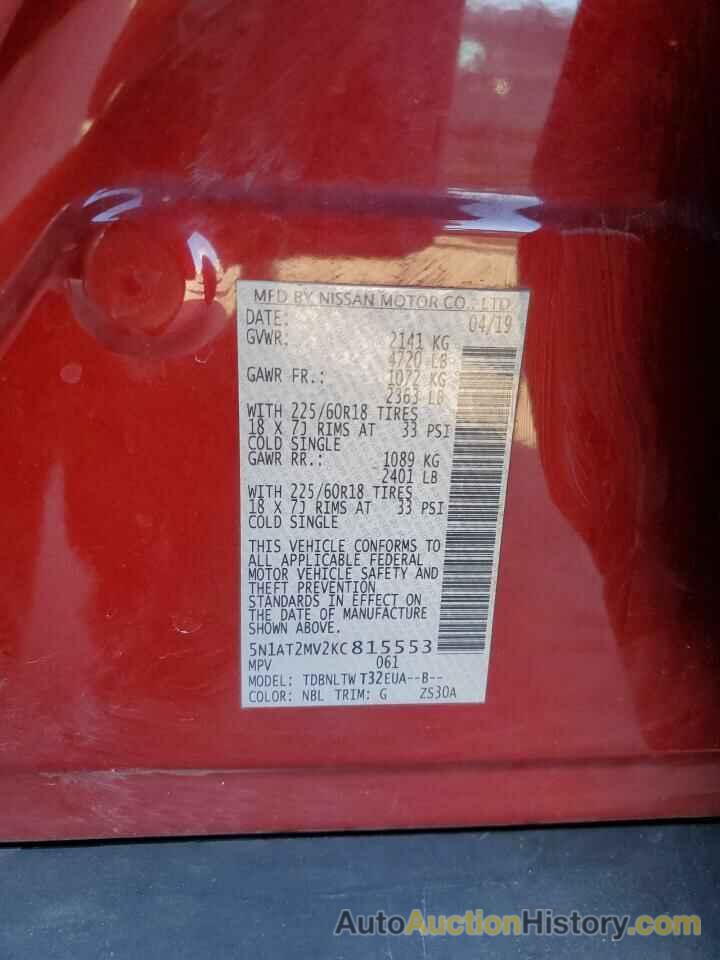 MFD BY NISSAN MOTOR CO., LTD.
DATE: 04/19
GVWR: 2141 KG
4720 LB
GAWR FR.: 1072 KG
2363 LB
WITH 225/60R18 TIRES
18 X 7J RIMS AT 33 PSI
COLD SINGLE
GAWR RR.: 1089 KG
2401 LB
WITH 225/60R18 TIRES
18 X 7J RIMS AT 33 PSI
COLD SINGLE
THIS VEHICLE CONFORMS TO
ALL APPLICABLE FEDERAL
MOTOR VEHICLE SAFETY AND
THEFT PREVENTION
STANDARDS IN EFFECT ON
THE DATE OF MANUFACTURE
SHOWN ABOVE.
5N1AT2MV2KC815553
MPV 061
MODEL: TDBNLTW T32EUA--B--
COLOR: NBL TRIM: G ZS30A
AutoAuctionHistory.com